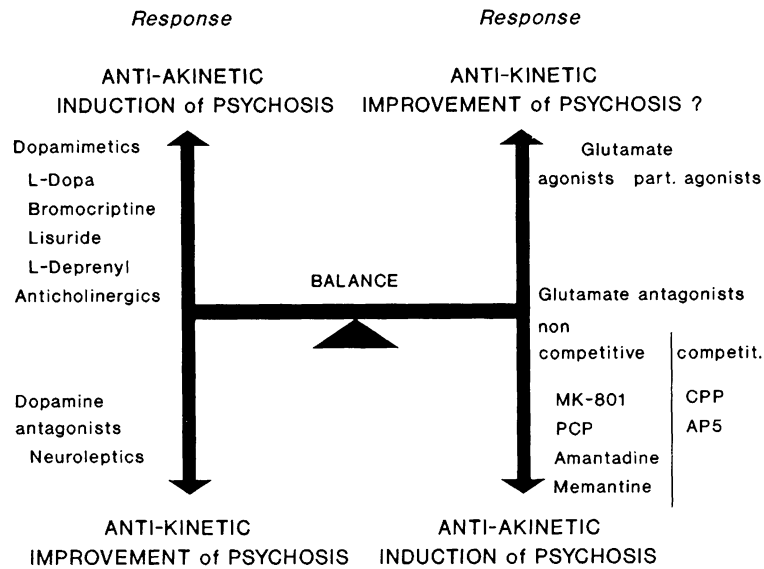 Response
ANTI-AKINETIC
INDUCTION of PSYCHOSIS
Dopamimetics
L-Dopa
Bromocriptine
Lisuride
L-Deprenyl
Anticholinergics
Dopamine
antagonists
Neuroleptics
ANTI-KINETIC
IMPROVEMENT of PSYCHOSIS
BALANCE
Response
ANTI-KINETIC
IMPROVEMENT of PSYCHOSIS ?
Glutamate
agonists part. agonists
Glutamate antagonists
non
competitive
MK-801
PCP
Amantadine
Memantine
competit.
CPP
AP5
ANTI-AKINETIC
INDUCTION of PSYCHOSIS